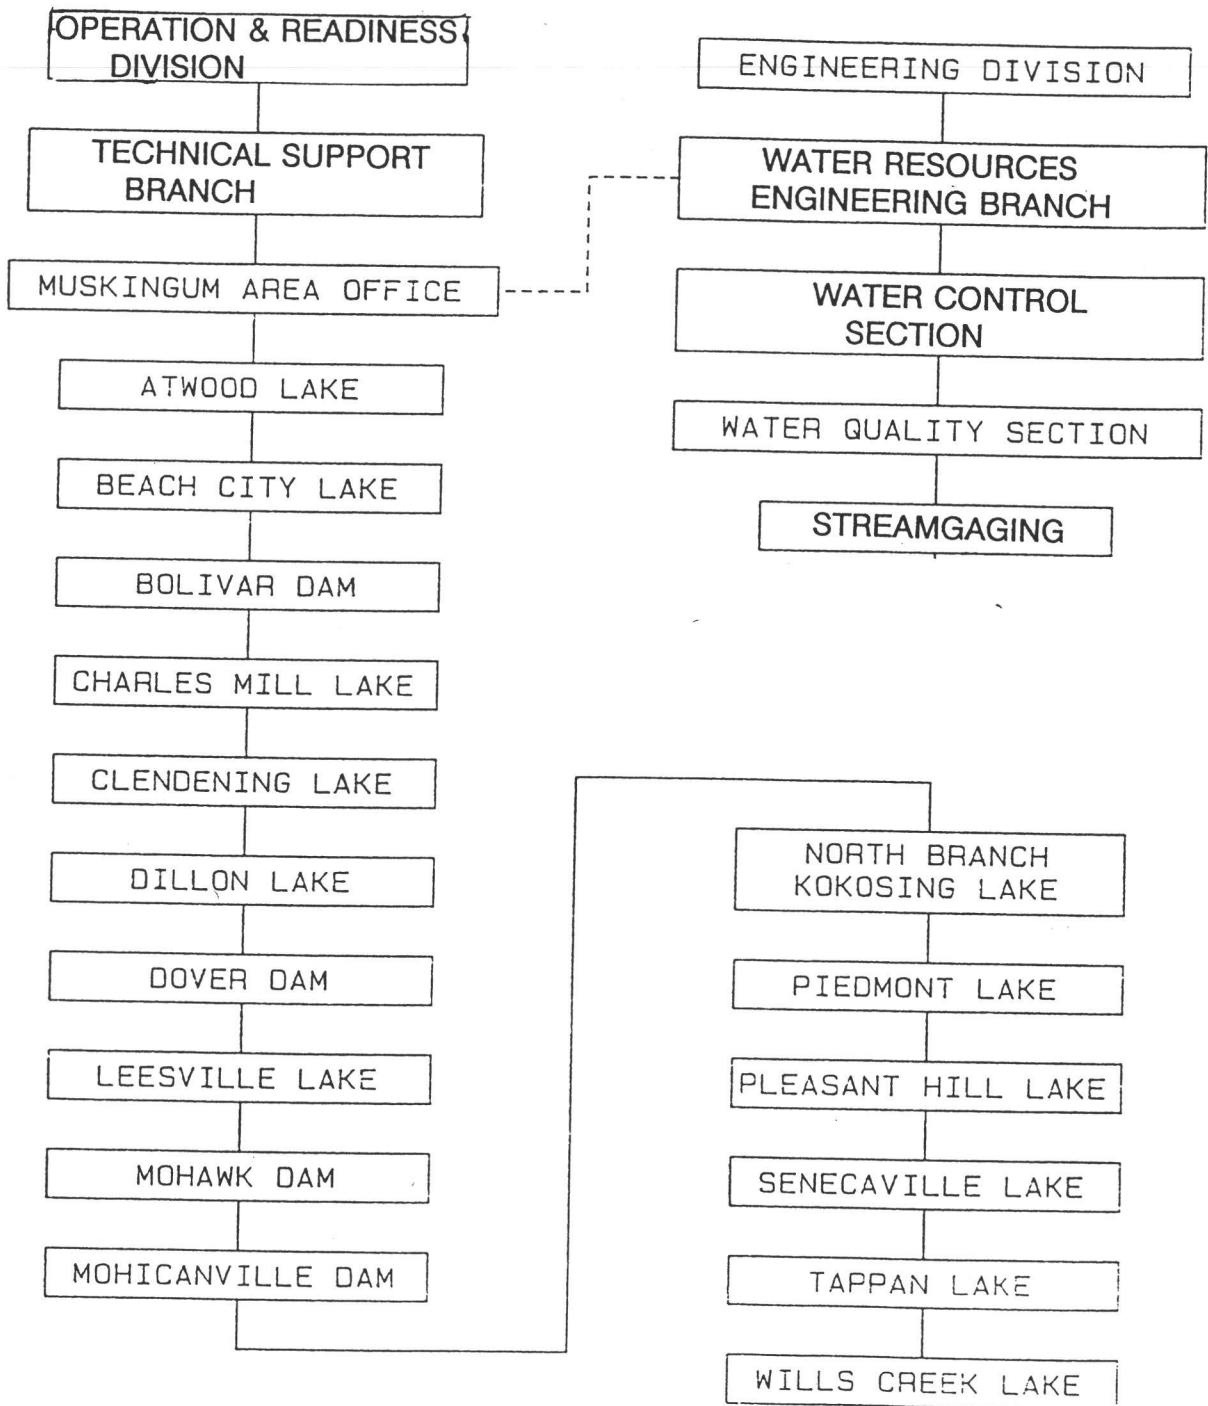 OPERATION & READINESS
DIVISION
TECHNICAL SUPPORT
BRANCH
MUSKINGUM AREA OFFICE
ATWOOD LAKE
BEACH CITY LAKE
BOLIVAR DAM
CHARLES MILL LAKE
CLENDENING LAKE
DILLON LAKE
DOVER DAM
LEESVILLE LAKE
MOHAWK DAM
MOHICANVILLE DAM
ENGINEERING DIVISION
WATER RESOURCES
ENGINEERING BRANCH
WATER CONTROL
SECTION
WATER QUALITY SECTION
STREAMGAGING
NORTH BRANCH
KOKOSING LAKE
PIEDMONT LAKE
PLEASANT HILL LAKE
SENECAVILLE LAKE
TAPPAN LAKE
WILLS CREEK LAKE